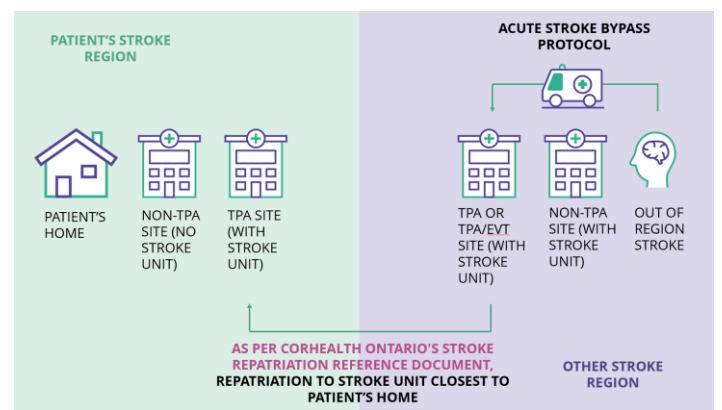 PATIENT'S STROKE
REGION
ACUTE STROKE BYPASS
PROTOCOL
PATIENT'S
HOME
NON-TPA
SITE (NO
STROKE
UNIT)
TPA SITE
(WITH
STROKE
UNIT)
TPA OR
TPA/EVT
SITE (WITH
STROKE
UNIT)
NON-TPA
SITE (WITH
STROKE
UNIT)
OUT OF
REGION
STROKE
AS PER CORHEALTH ONTARIO'S STROKE
REPATRIATION REFERENCE DOCUMENT,
REPATRIATION TO STROKE UNIT CLOSEST TO
PATIENT'S HOME
OTHER STROKE
REGION